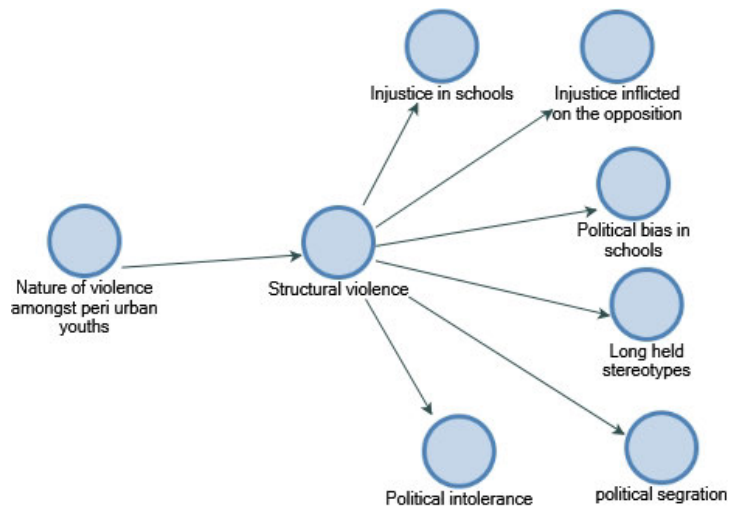 Injustice in schools
Injustice inflicted
on the opposition
Political bias in
schools
Nature of violence
amongst peri urban
youths
Structural violence
Long held
stereotypes
Political intolerance
political segration